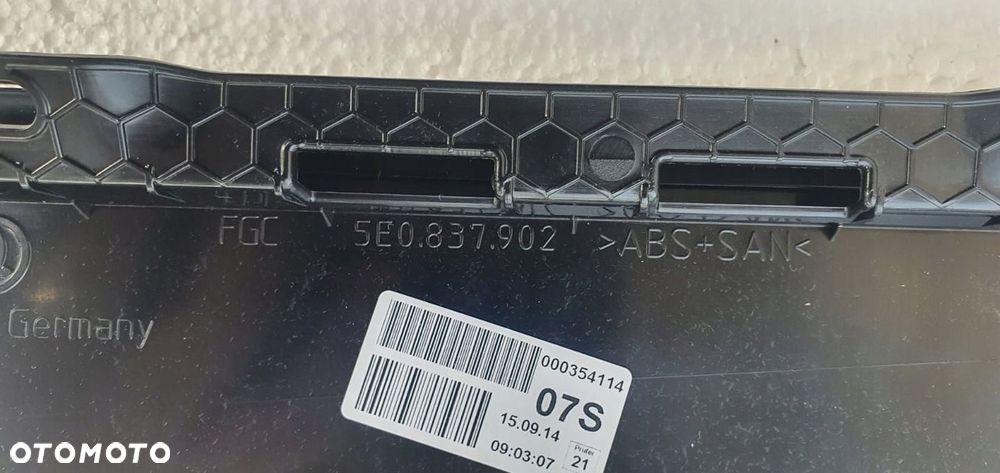 FGC 5E0.837.902 >ABS+SAN<
Germany
000354114
07S
15.09.14
09:03:07
Prüfer
21
OTOMOTO